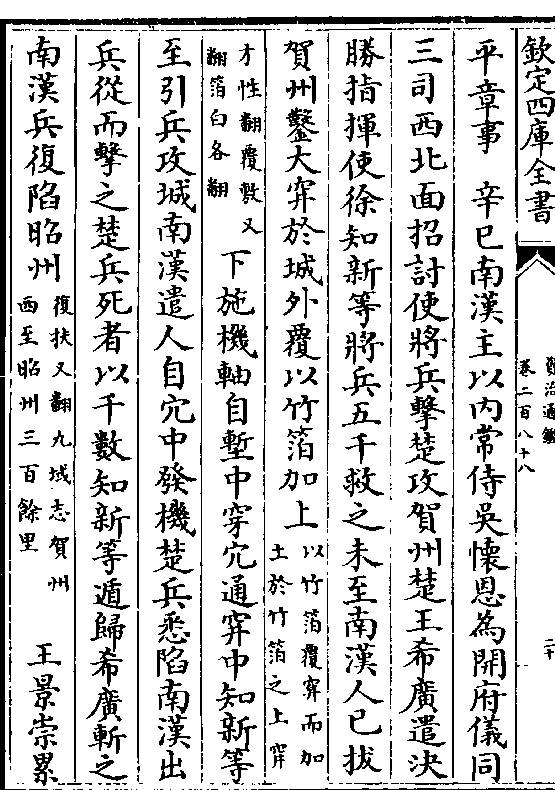 欽定四庫全書
資治通鑑
卷二百八十八
平章事　辛巳南漢主以内常侍吳懷恩為開府儀同
三司西北面招討使將兵擊楚攻賀州楚王希廣遣決
勝指揮使徐知新等將兵五千救之未至南漢人已拔
賀州鑿大穽於城外覆以竹箔加上
以竹箔覆穽而加
土於竹箔之上穽
才性翻覆敷又
翻箔白各翻
下施機軸自塹中穿穴通穽中知新等
至引兵攻城南漢遣人自穴中發機楚兵悉陷南漢出
兵從而擊之楚兵死者以千數知新等遁歸希廣斬之
南漢兵復陷昭州
復扶又翻九域志賀州
西至昭州三百餘里
王景崇累